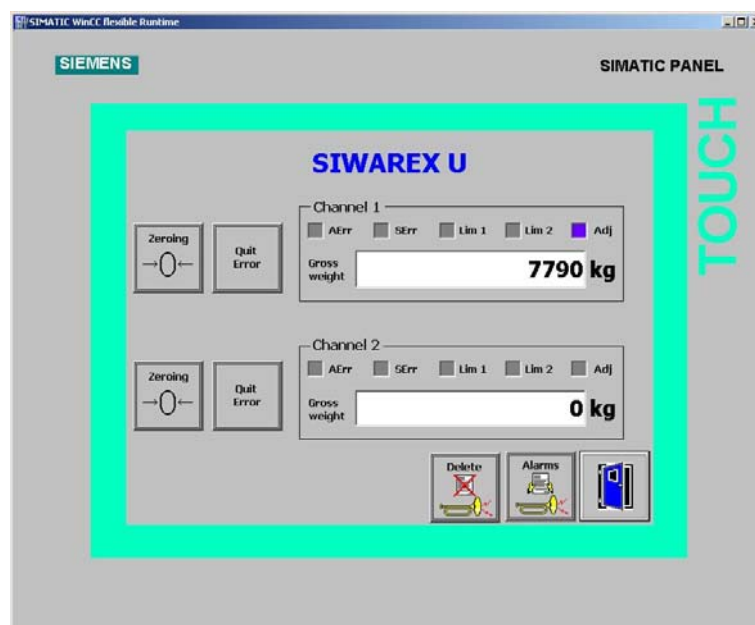 SIMATIC WinCC flexible Runtime
SIEMENS
SIMATIC PANEL
TOUCH
SIWAREX U
Channel 1
AErr SErr Lim 1 Lim 2 Adj
Zeroing
→0←
Quit
Error
Gross
weight
7790 kg
Channel 2
AErr SErr Lim 1 Lim 2 Adj
Zeroing
→0←
Quit
Error
Gross
weight
0 kg
Delete
Alarms